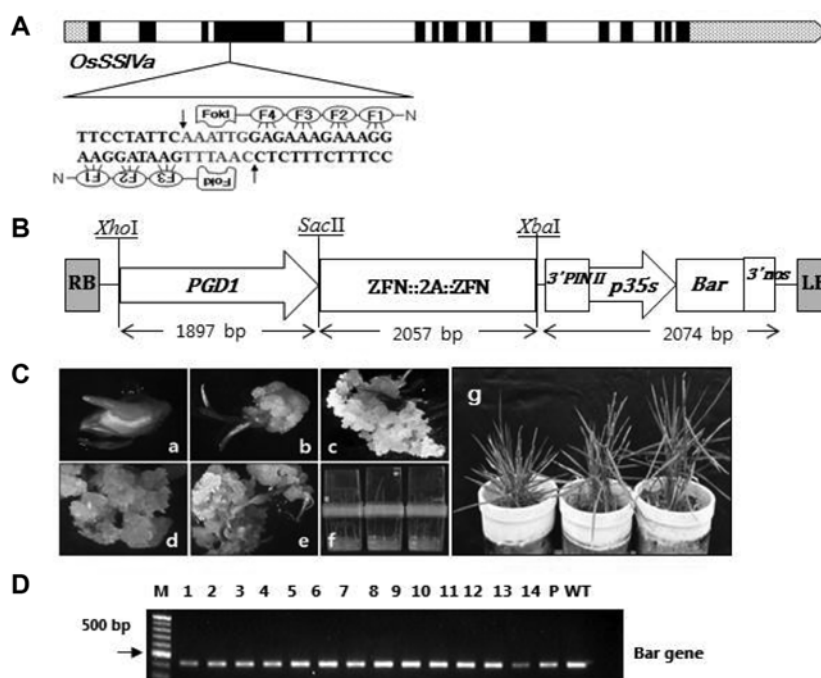 A
OsSSIVa
FokI F4 F3 F2 F1 N
TTCCTATTCAAATTGGAGAAAGAAAGG
AAGGATAAGTTTAACCTCTTTCTTTCC
N F1 F2 F3 FokI
B
XhoI SacII XbaI
RB PGD1 ZFN::2A::ZFN 3'PIN II p35s Bar 3'nos LB
1897 bp 2057 bp 2074 bp
C
a b c
d e f
g
D
M 1 2 3 4 5 6 7 8 9 10 11 12 13 14 P WT
500 bp
Bar gene